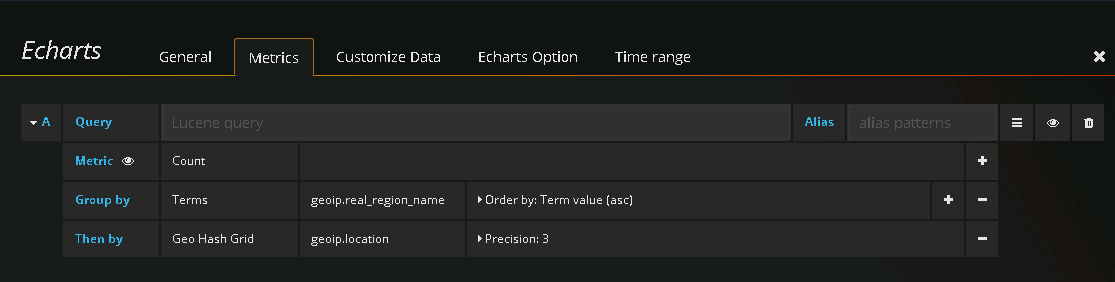 Echarts General Metrics Customize Data Echarts Option Time range
A Query Lucene query Alias alias patterns
Metric Count
Group by Terms geoip.real_region_name Order by: Term value (asc)
Then by Geo Hash Grid geoip.location Precision: 3